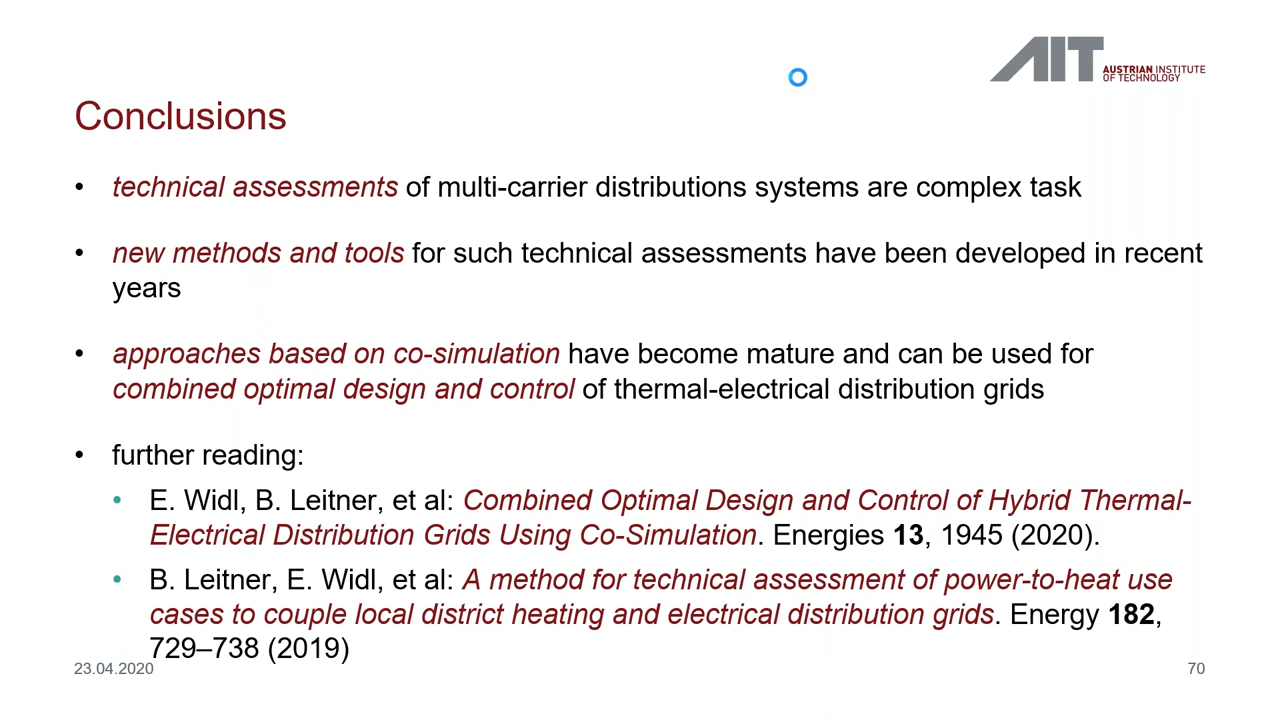 AIT AUSTRIAN INSTITUTE
OF TECHNOLOGY
Conclusions
• technical assessments of multi-carrier distributions systems are complex task
• new methods and tools for such technical assessments have been developed in recent
years
• approaches based on co-simulation have become mature and can be used for
combined optimal design and control of thermal-electrical distribution grids
• further reading:
• E. Widl, B. Leitner, et al: Combined Optimal Design and Control of Hybrid Thermal-
Electrical Distribution Grids Using Co-Simulation. Energies 13, 1945 (2020).
• B. Leitner, E. Widl, et al: A method for technical assessment of power-to-heat use
cases to couple local district heating and electrical distribution grids. Energy 182,
729–738 (2019)
23.04.2020
70